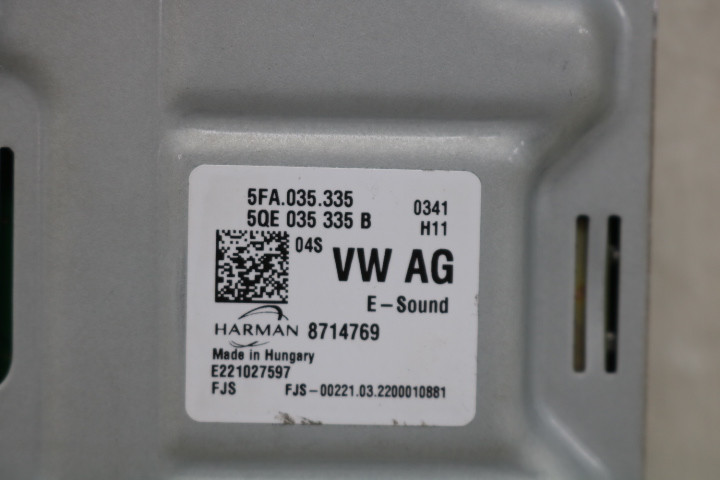 5FA.035.335
5QE 035 335 B
0341
H11
04S
VW AG
E-Sound
HARMAN 8714769
Made in Hungary
E221027597
FJS FJS-00221.03.2200010881